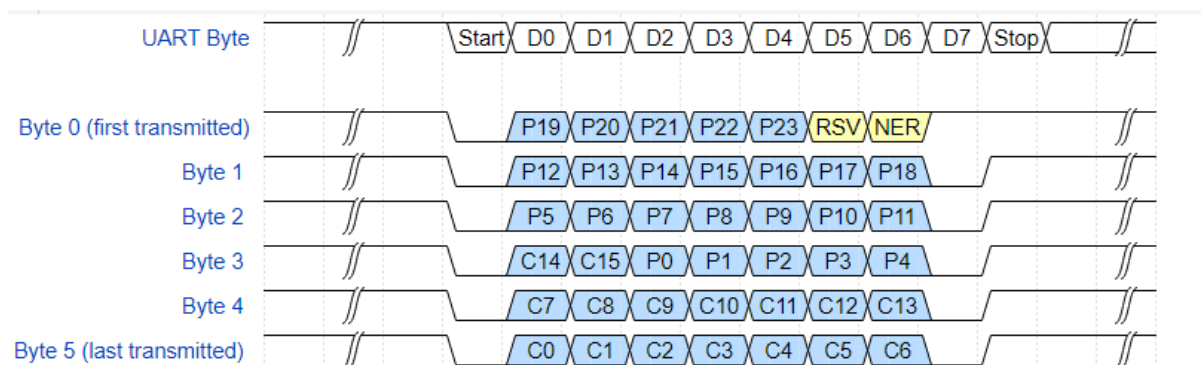 UART Byte Start D0 D1 D2 D3 D4 D5 D6 D7 Stop
Byte 0 (first transmitted) P19 P20 P21 P22 P23 RSV NER
Byte 1 P12 P13 P14 P15 P16 P17 P18
Byte 2 P5 P6 P7 P8 P9 P10 P11
Byte 3 C14 C15 P0 P1 P2 P3 P4
Byte 4 C7 C8 C9 C10 C11 C12 C13
Byte 5 (last transmitted) C0 C1 C2 C3 C4 C5 C6